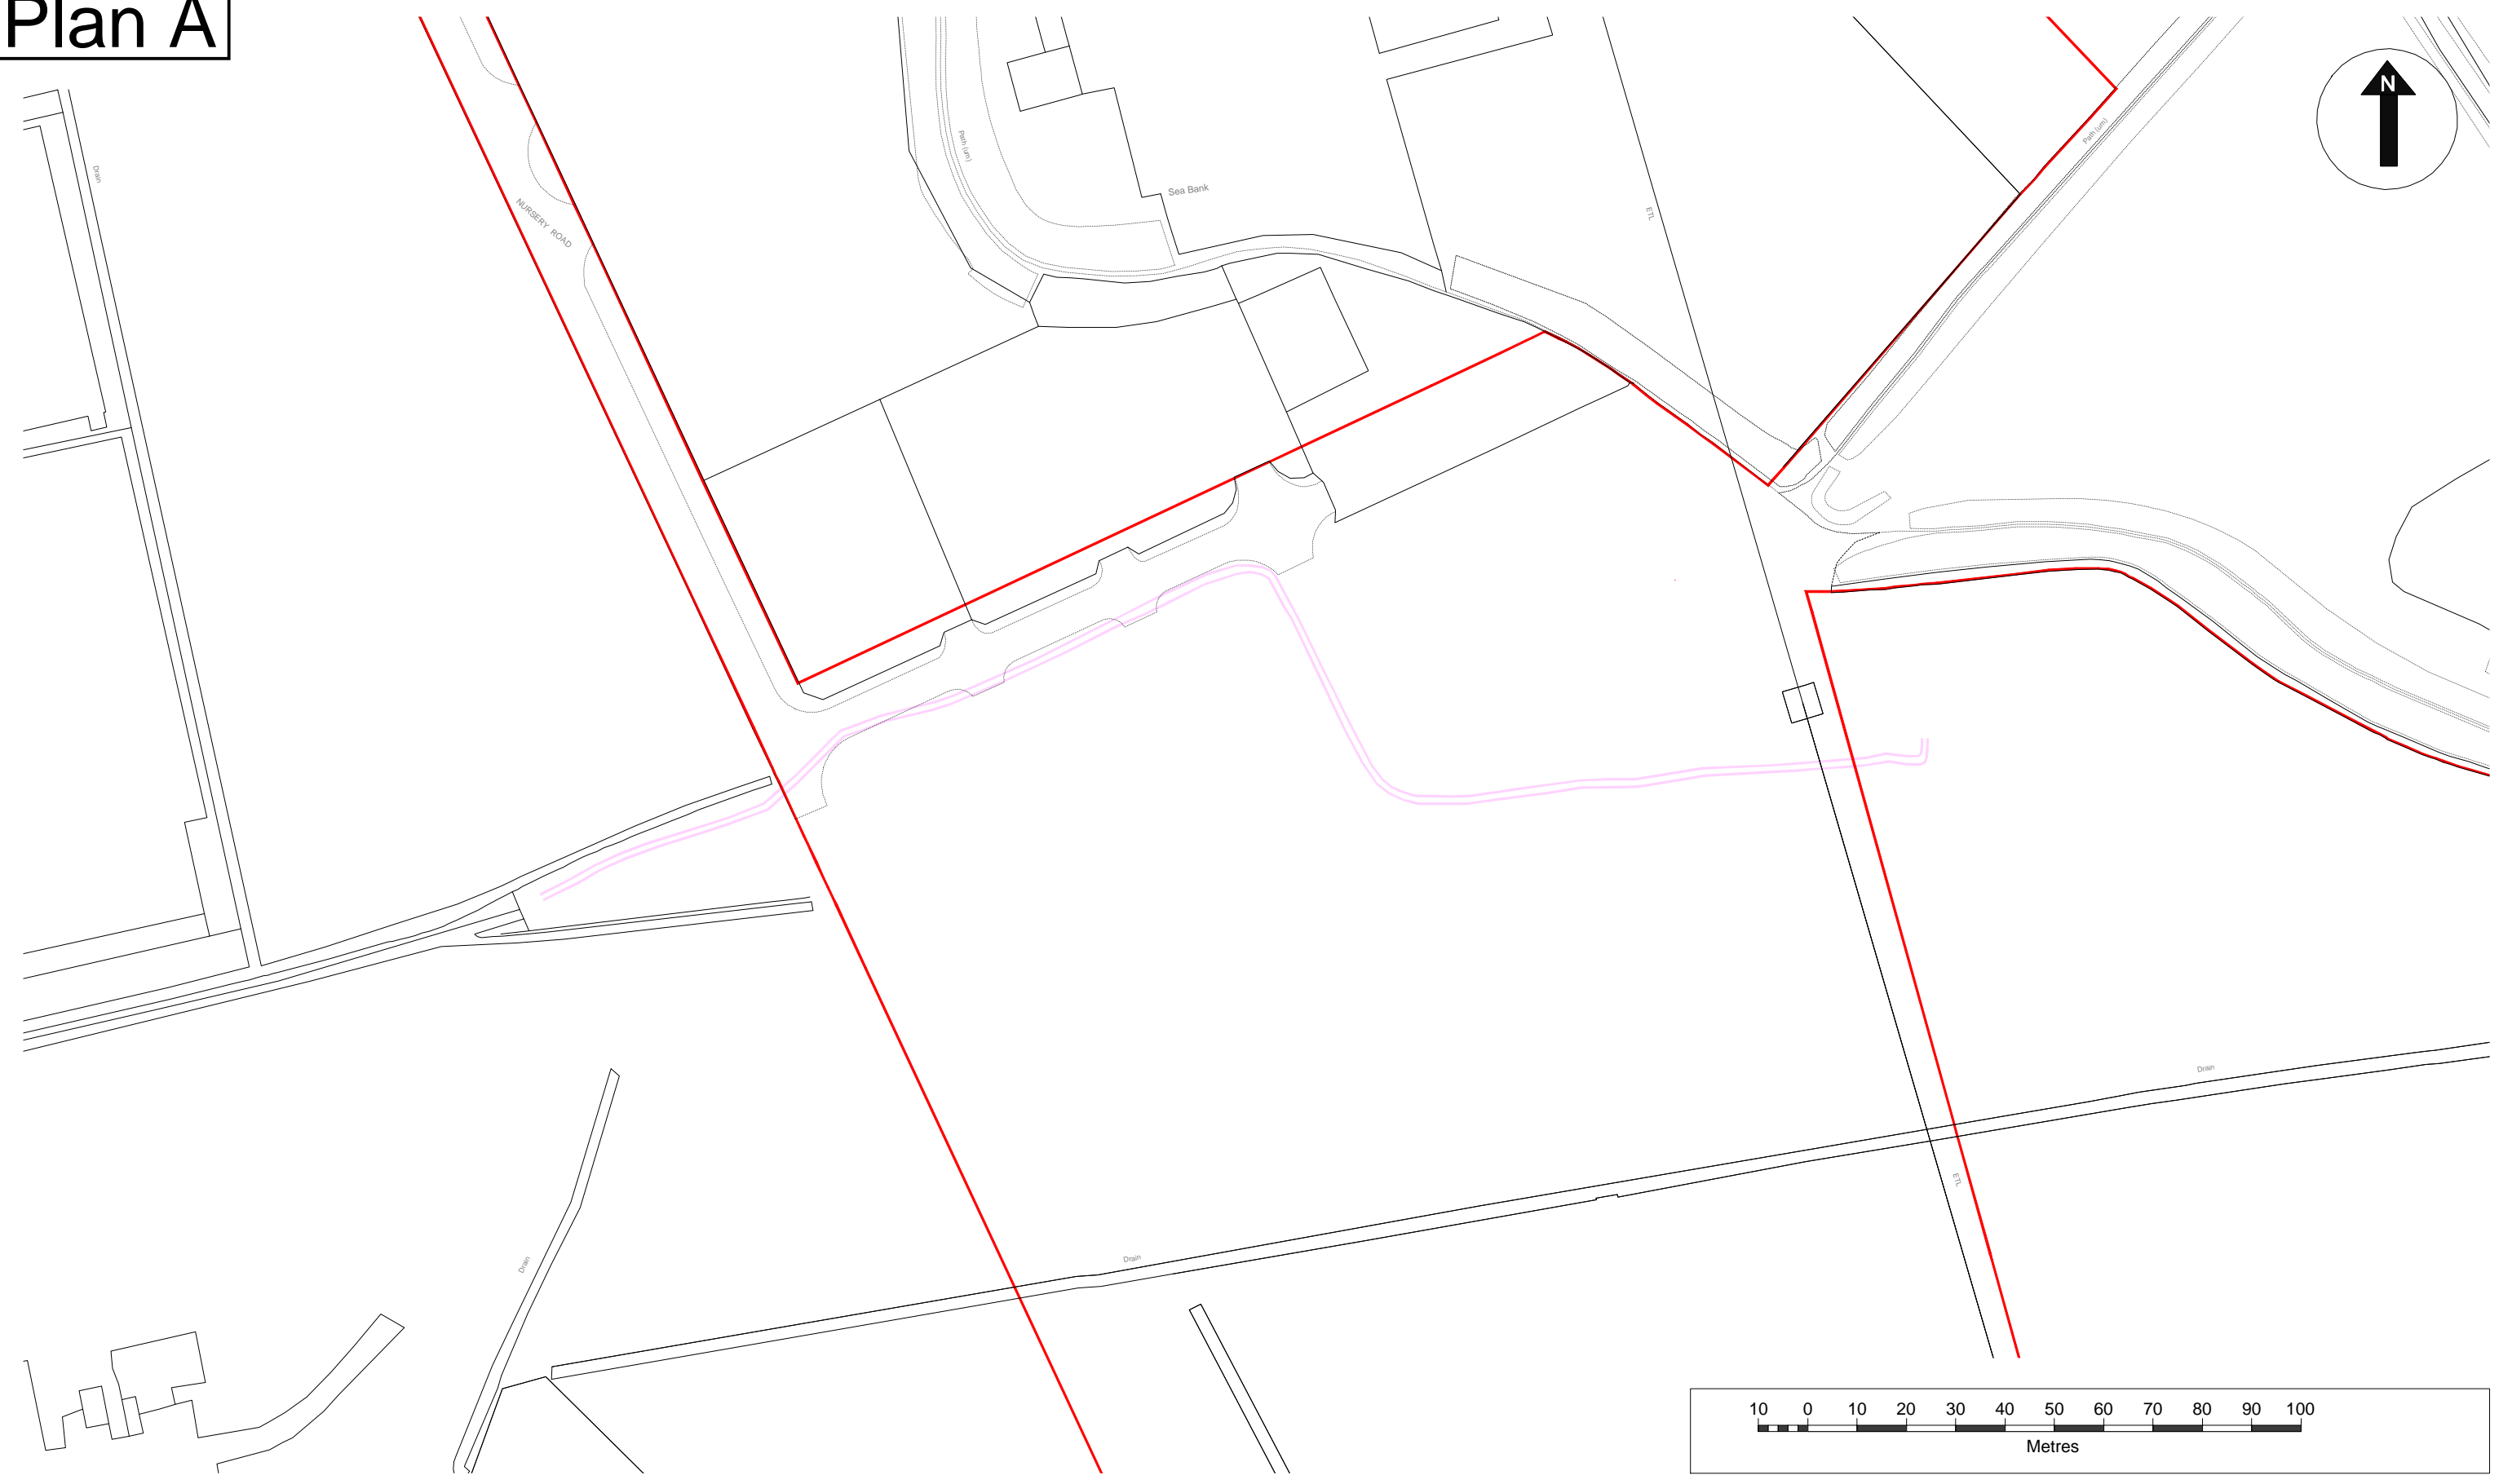 Plan A
N
Drain
Path (um)
Path (um)
Sea Bank
NURSERY ROAD
ETL
Drain
ETL
Drain
Drain
10 0 10 20 30 40 50 60 70 80 90 100
Metres